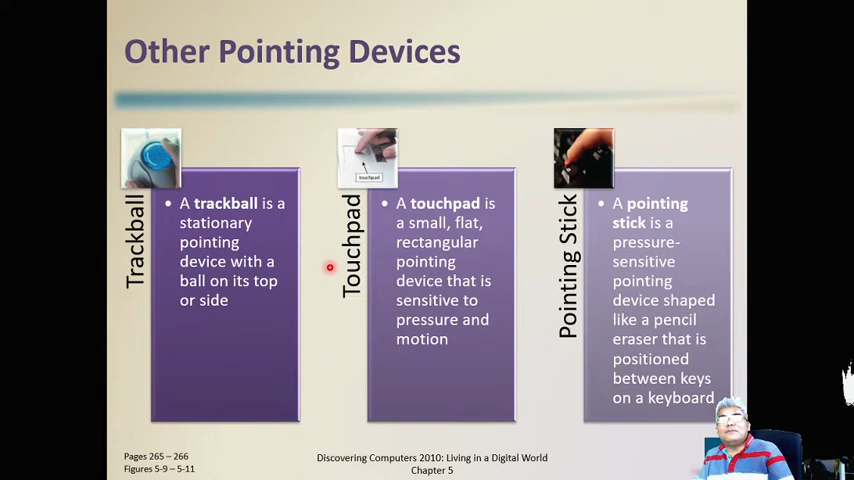 Other Pointing Devices
Trackball
• A trackball is a
stationary
pointing
device with a
ball on its top
or side
touchpad
Touchpad
• A touchpad is
a small, flat,
rectangular
pointing
device that is
sensitive to
pressure and
motion
Pointing Stick
• A pointing
stick is a
pressure-
sensitive
pointing
device shaped
like a pencil
eraser that is
positioned
between keys
on a keyboard
Pages 265 – 266
Figures 5-9 – 5-11
Discovering Computers 2010: Living in a Digital World
Chapter 5